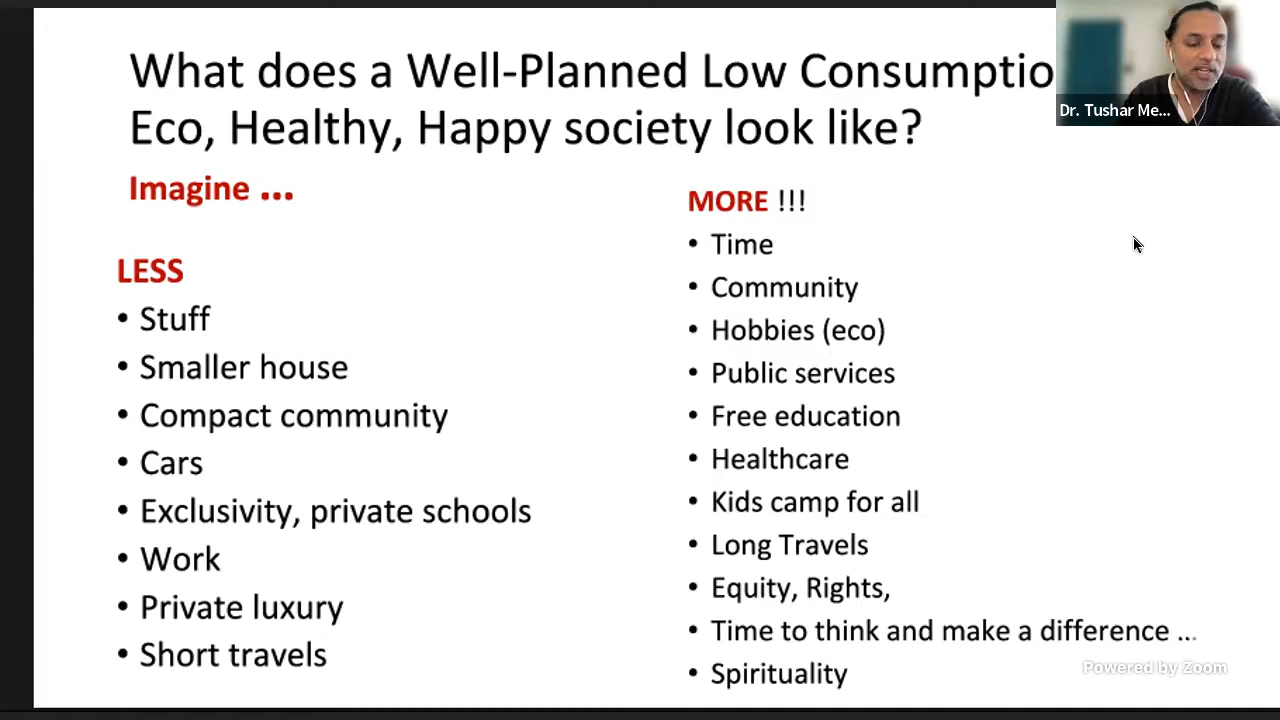 What does a Well-Planned Low Consumptio
Eco, Healthy, Happy society look like?
Imagine ...
LESS
• Stuff
• Smaller house
• Compact community
• Cars
• Exclusivity, private schools
• Work
• Private luxury
• Short travels
MORE !!!
• Time
• Community
• Hobbies (eco)
• Public services
• Free education
• Healthcare
• Kids camp for all
• Long Travels
• Equity, Rights,
• Time to think and make a difference ...
• Spirituality
Dr. Tushar Me...
Powered by Zoom